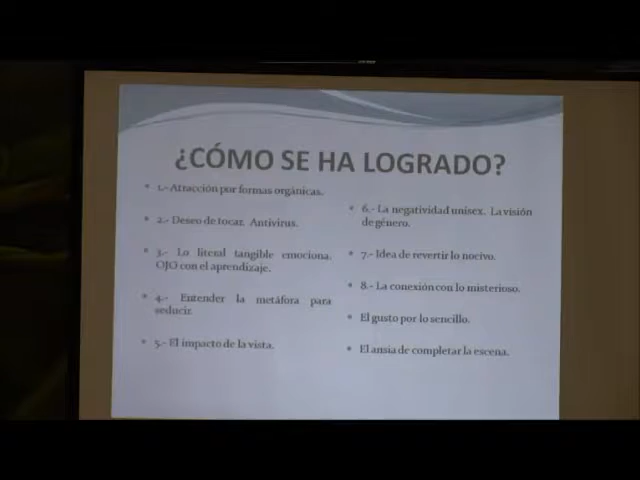 ¿CÓMO SE HA LOGRADO?
1.- Atracción por formas orgánicas.
2.- Deseo de tocar. Antivirus.
3.- Lo literal tangible emociona.
OJO con el aprendizaje.
4.- Entender la metáfora para
seducir.
5.- El impacto de la vista.
6.- La negatividad unisex. La visión
de género.
7.- Idea de revertir lo nocivo.
8.- La conexión con lo misterioso.
El gusto por lo sencillo.
El ansia de completar la escena.